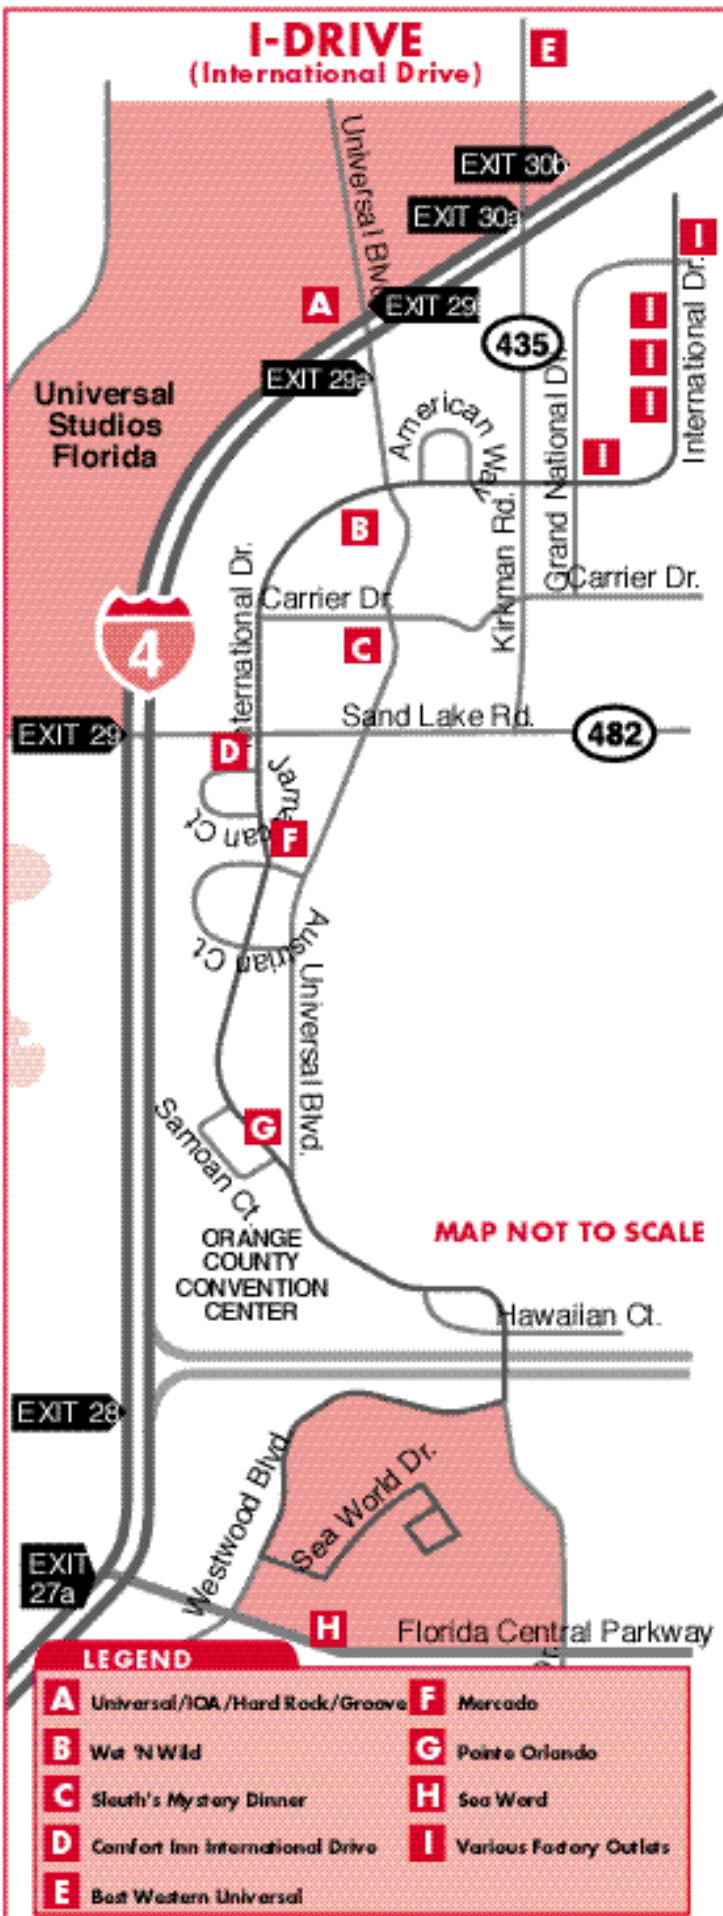 I-DRIVE
(International Drive)
E
Universal Blvd.
EXIT 30b
EXIT 30a
I
A
EXIT 29
International Dr.
I
435
I
EXIT 29a
Universal
Studios
Florida
American Way
Grand National Dr.
I
I
B
Kirkman Rd.
International Dr.
Carrier Dr.
Carrier Dr.
4
C
Sand Lake Rd.
EXIT 29
482
D
Jamaican Ct.
F
Austrian Ct.
Universal Blvd.
G
Samoan Ct.
ORANGE
COUNTY
CONVENTION
CENTER
MAP NOT TO SCALE
Hawaiian Ct.
EXIT 28
Westwood Blvd.
Sea World Dr.
EXIT
27a
H
Florida Central Parkway
Dr.
LEGEND
A Universal/IOA/Hard Rock/Groove
F Mercado
B Wet 'N Wild
G Pointe Orlando
C Sleuth's Mystery Dinner
H Sea Word
D Comfort Inn International Drive
I Various Factory Outlets
E Best Western Universal